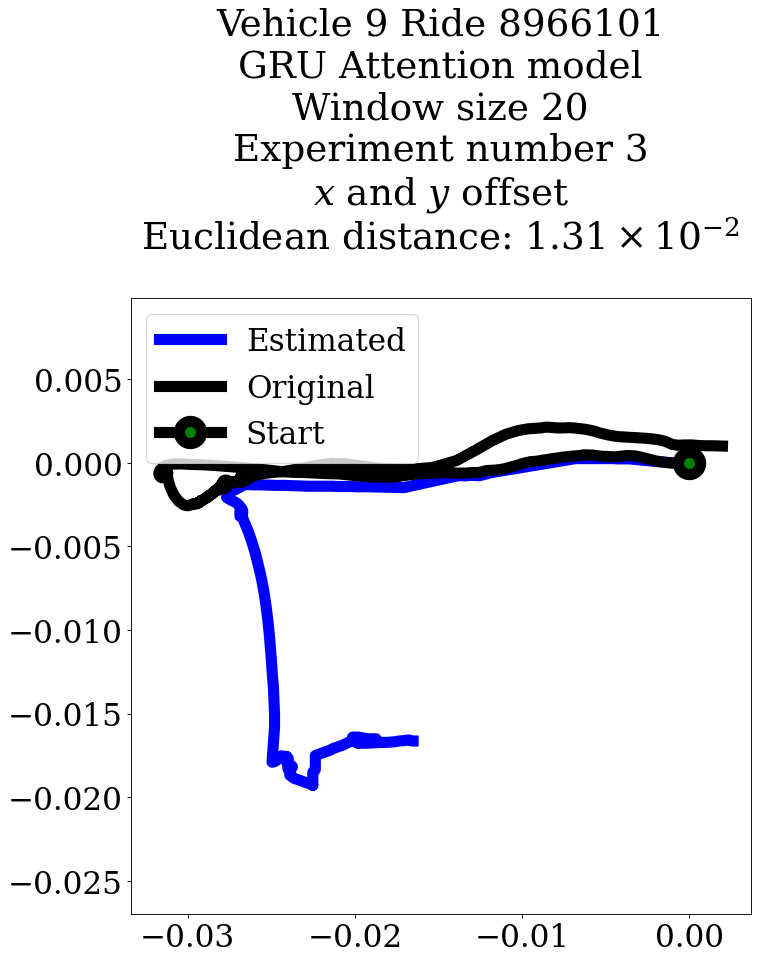 Vehicle 9 Ride 8966101
GRU Attention model
Window size 20
Experiment number 3
x and y offset
Euclidean distance: 1.31 × 10⁻²
Estimated
Original
Start
0.005
0.000
−0.005
−0.010
−0.015
−0.020
−0.025
−0.03
−0.02
−0.01
0.00